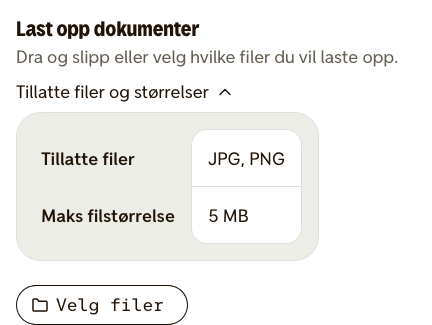 Last opp dokumenter
Dra og slipp eller velg hvilke filer du vil laste opp.
Tillatte filer og størrelser
Tillatte filer JPG, PNG
Maks filstørrelse 5 MB
Velg filer